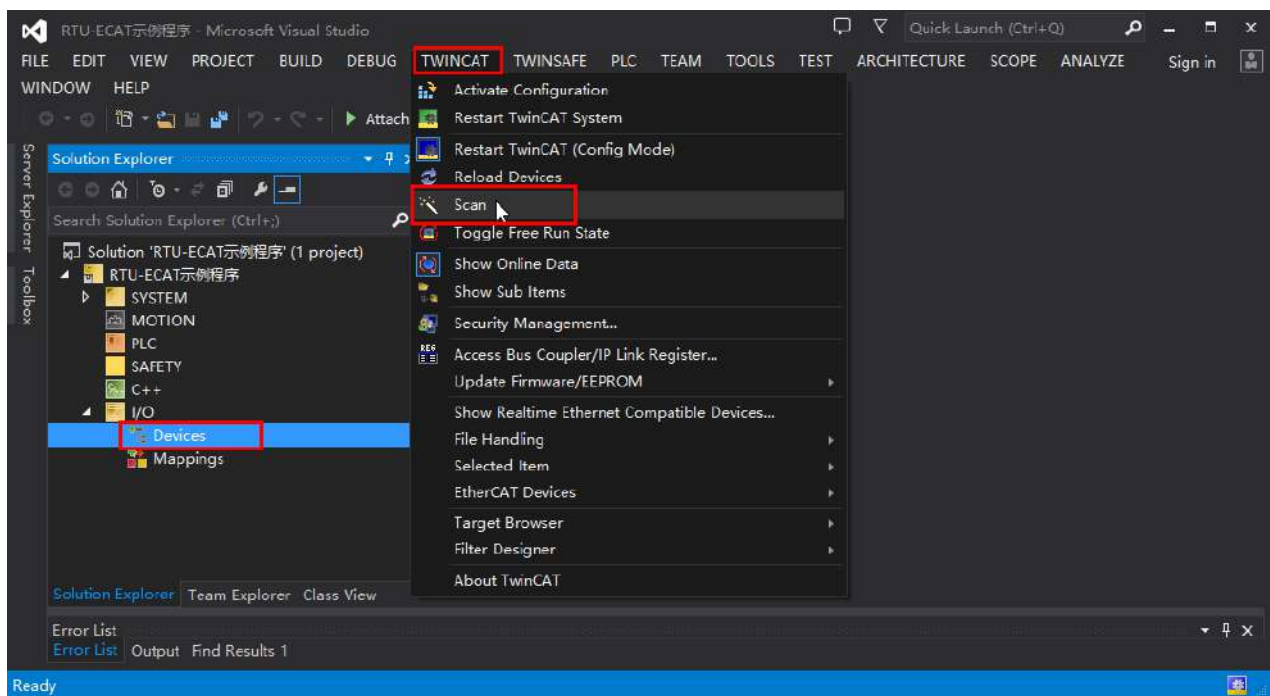 RTU-ECAT示例程序 - Microsoft Visual Studio
Quick Launch (Ctrl+Q)
FILE EDIT VIEW PROJECT BUILD DEBUG TWINCAT TWINSAFE PLC TEAM TOOLS TEST ARCHITECTURE SCOPE ANALYZE Sign in
WINDOW HELP
Attach
Activate Configuration
Restart TwinCAT System
Restart TwinCAT (Config Mode)
Reload Devices
Scan
Toggle Free Run State
Show Online Data
Show Sub Items
Security Management...
REG
Access Bus Coupler/IP Link Register...
Update Firmware/EEPROM
Show Realtime Ethernet Compatible Devices...
File Handling
Selected Item
EtherCAT Devices
Target Browser
Filter Designer
About TwinCAT
Server Explorer
Toolbox
Solution Explorer
Search Solution Explorer (Ctrl+;)
Solution 'RTU-ECAT示例程序' (1 project)
RTU-ECAT示例程序
SYSTEM
MOTION
PLC
SAFETY
C++
I/O
Devices
Mappings
Solution Explorer Team Explorer Class View
Error List
Error List Output Find Results 1
Ready